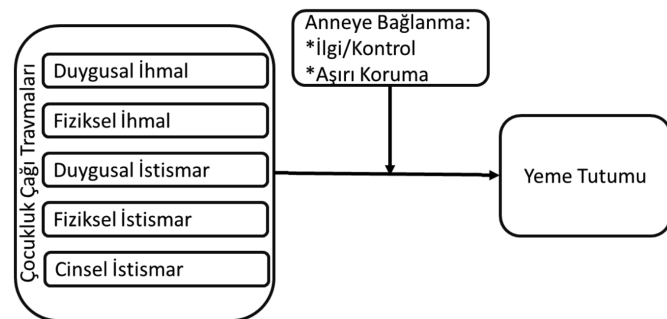 Çocukluk Çağı Travmaları
Duygusal İhmal
Fiziksel İhmal
Duygusal İstismar
Fiziksel İstismar
Cinsel İstismar
Anneye Bağlanma:
*İlgi/Kontrol
*Aşırı Koruma
Yeme Tutumu